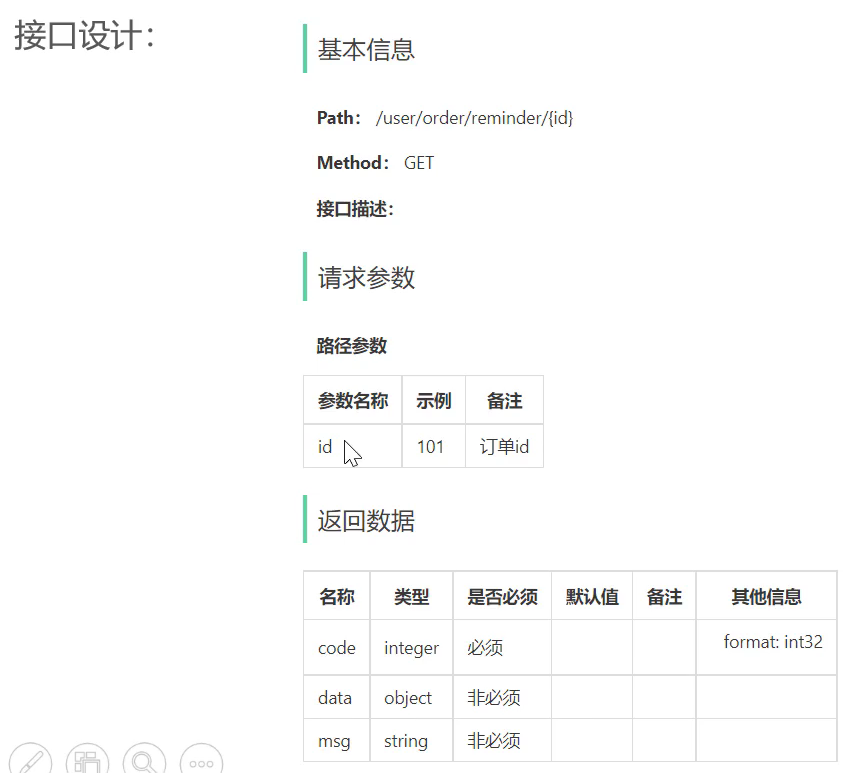 接口设计：
基本信息
Path： /user/order/reminder/{id}
Method： GET
接口描述：
请求参数
路径参数
参数名称 示例 备注
id 101 订单id
返回数据
名称 类型 是否必须 默认值 备注 其他信息
code integer 必须 format: int32
data object 非必须
msg string 非必须